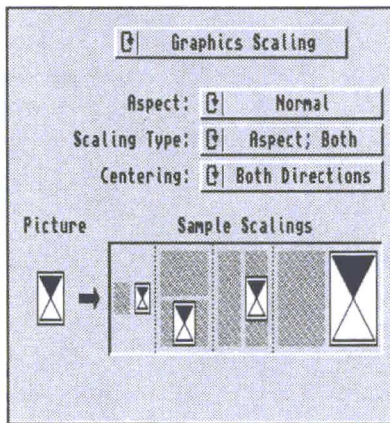 Graphics Scaling
Aspect: Normal
Scaling Type: Aspect; Both
Centering: Both Directions
Picture Sample Scalings